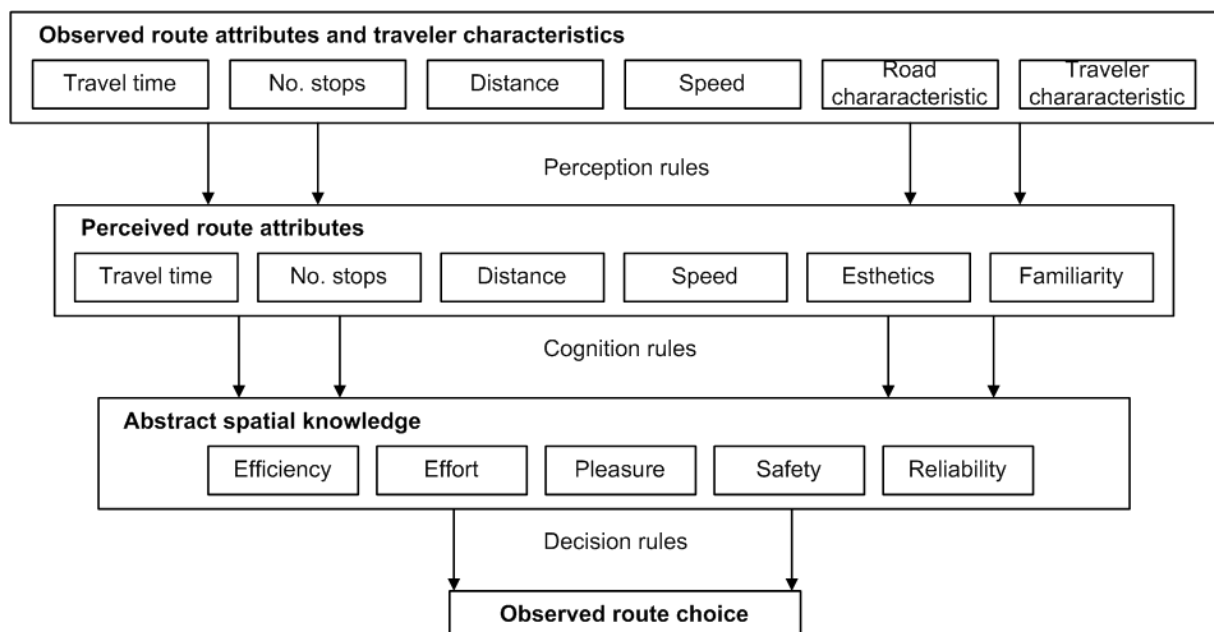 Observed route attributes and traveler characteristics
Travel time
No. stops
Distance
Speed
Road
chararacteristic
Traveler
chararacteristic
Perception rules
Perceived route attributes
Travel time
No. stops
Distance
Speed
Esthetics
Familiarity
Cognition rules
Abstract spatial knowledge
Efficiency
Effort
Pleasure
Safety
Reliability
Decision rules
Observed route choice